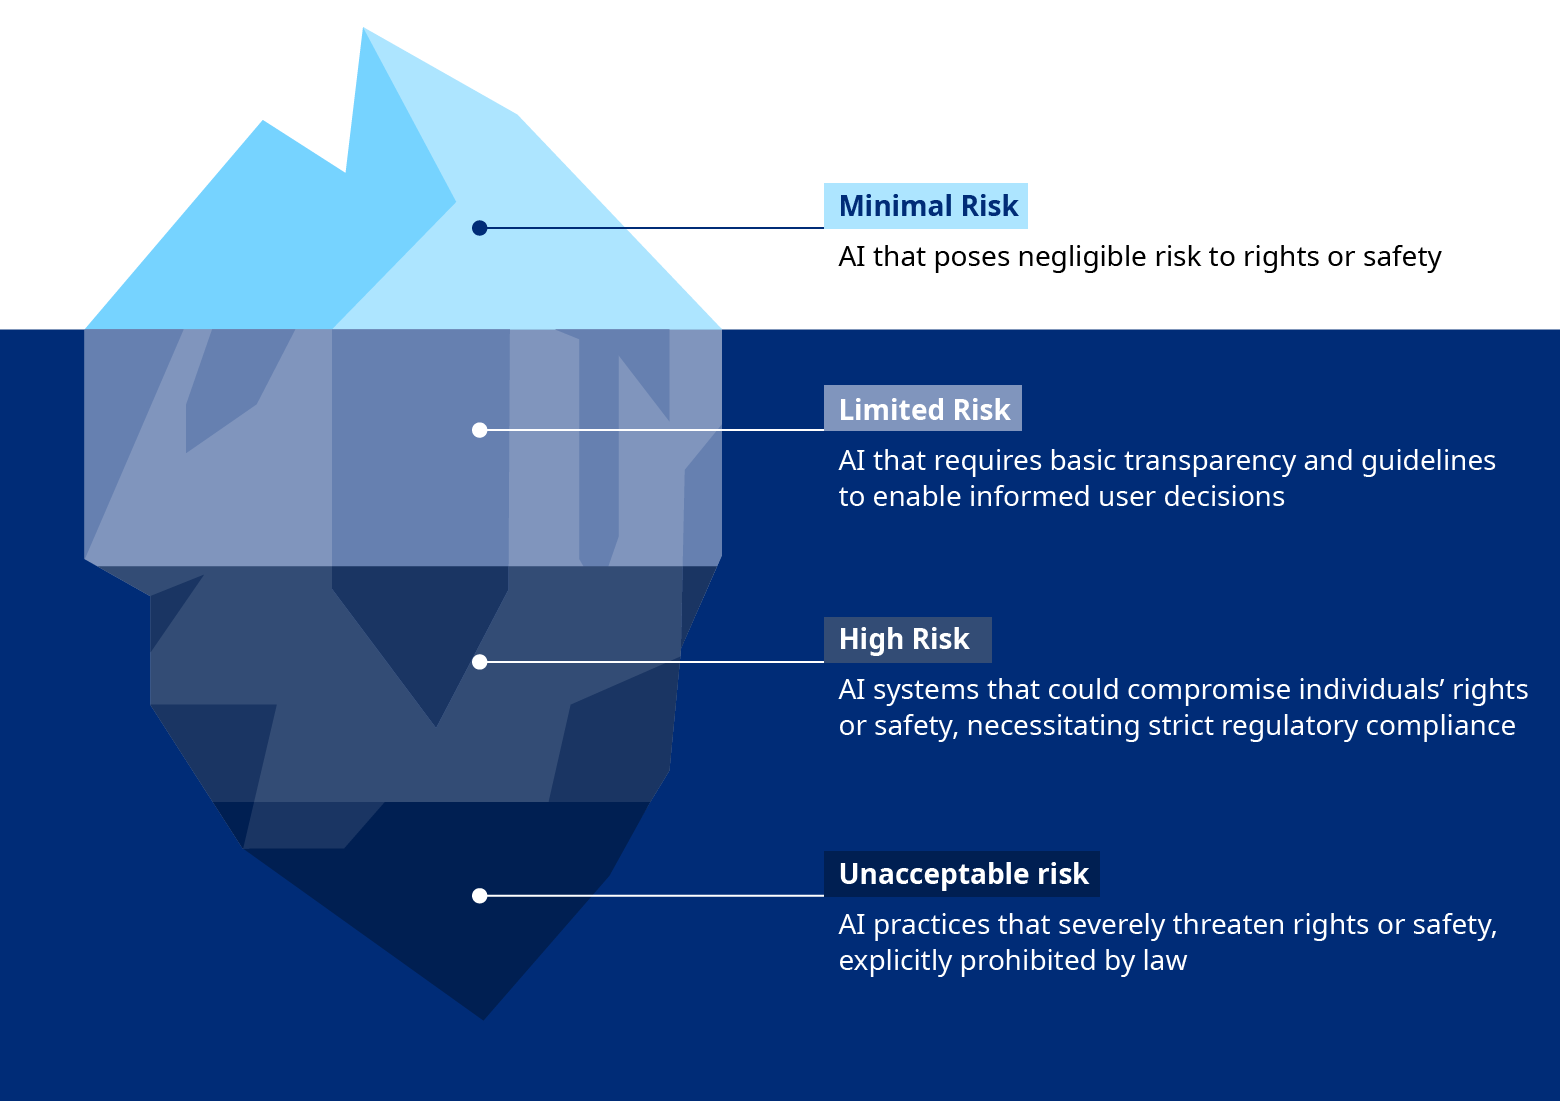 Minimal Risk
AI that poses negligible risk to rights or safety
Limited Risk
AI that requires basic transparency and guidelines
to enable informed user decisions
High Risk
AI systems that could compromise individuals’ rights
or safety, necessitating strict regulatory compliance
Unacceptable risk
AI practices that severely threaten rights or safety,
explicitly prohibited by law